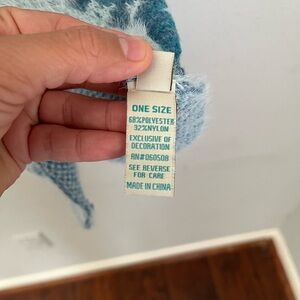 ONE SIZE
68%POLYESTER
32%NYLON
EXCLUSIVE OF
DECORATION
RN#060508
SEE REVERSE
FOR CARE
MADE IN CHINA